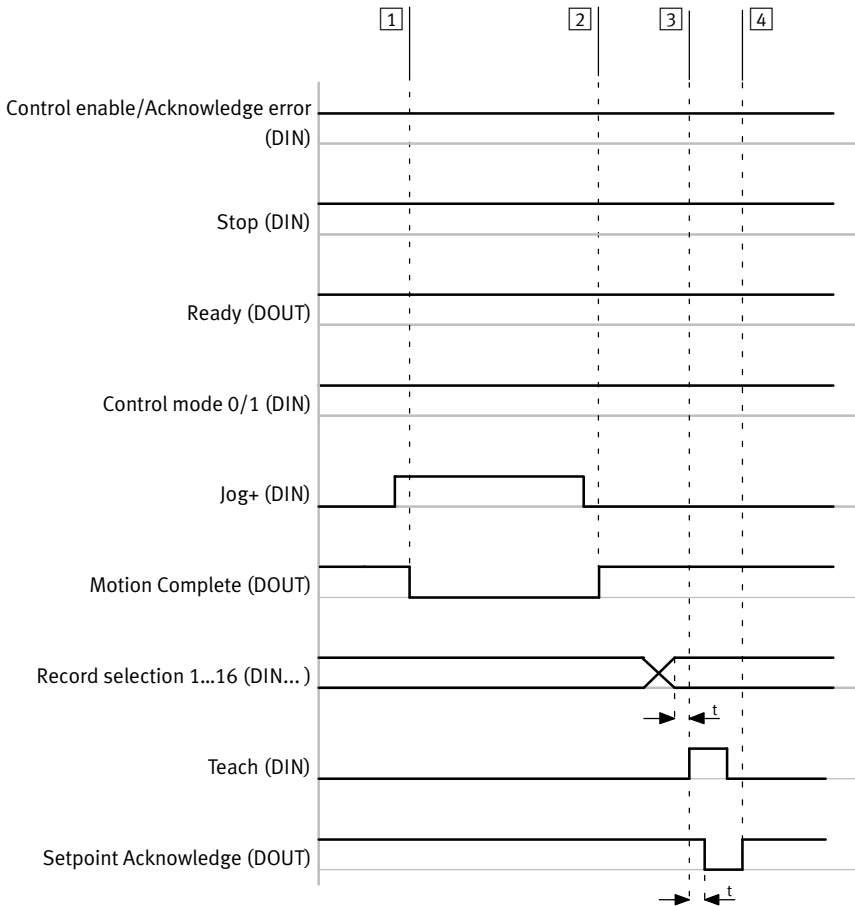 1 2 3 4
Control enable/Acknowledge error
(DIN)
Stop (DIN)
Ready (DOUT)
Control mode 0/1 (DIN)
Jog+ (DIN)
Motion Complete (DOUT)
Record selection 1...16 (DIN... )
t
Teach (DIN)
Setpoint Acknowledge (DOUT)
t